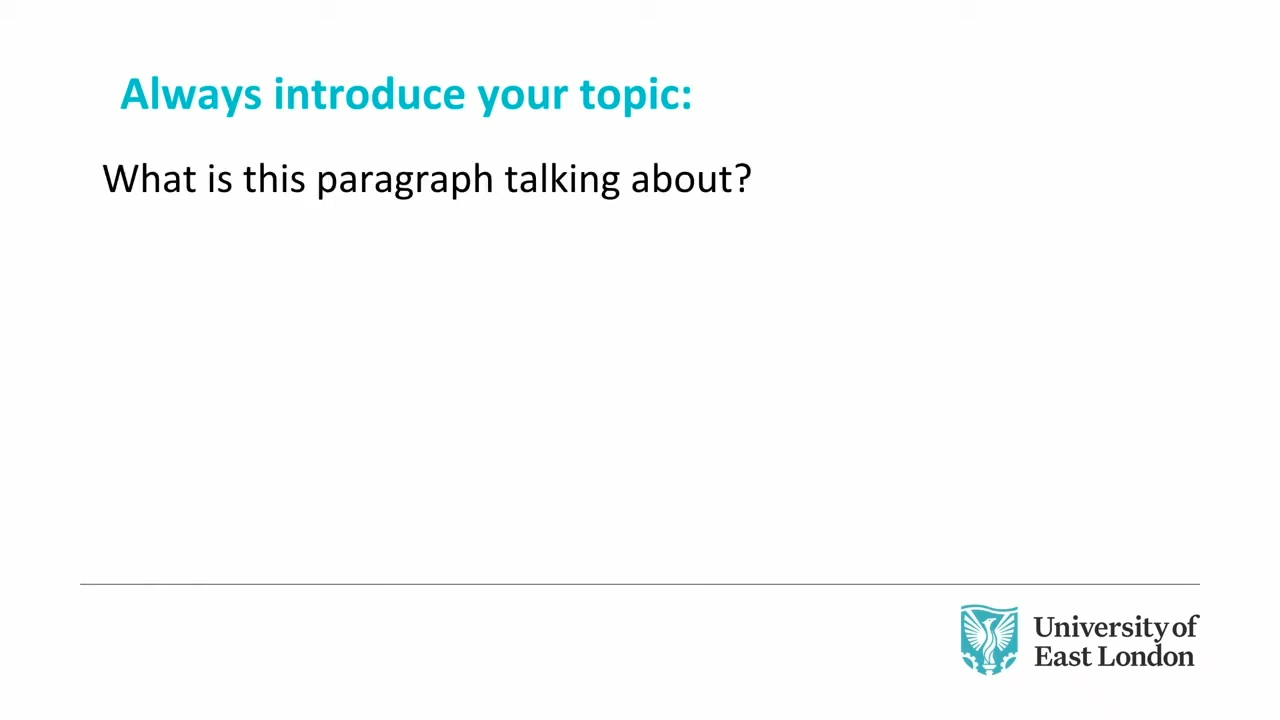 Always introduce your topic:
What is this paragraph talking about?
University of
East London